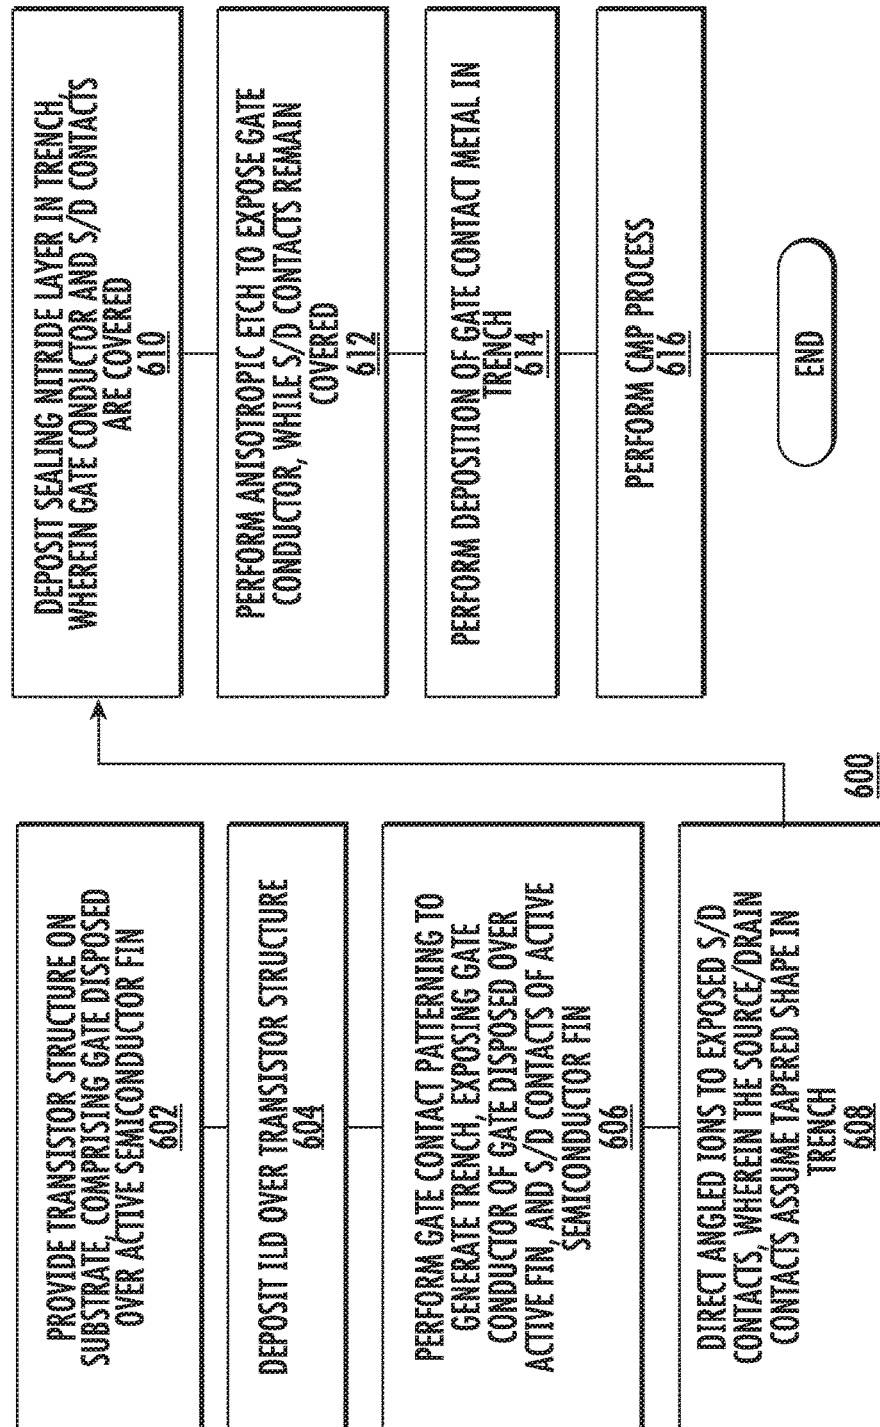 PROVIDE TRANSISTOR STRUCTURE ON
SUBSTRATE, COMPRISING GATE DISPOSED
OVER ACTIVE SEMICONDUCTOR FIN
602
DEPOSIT ILD OVER TRANSISTOR STRUCTURE
604
PERFORM GATE CONTACT PATTERNING TO
GENERATE TRENCH, EXPOSING GATE
CONDUCTOR OF GATE DISPOSED OVER
ACTIVE FIN, AND S/D CONTACTS OF ACTIVE
SEMICONDUCTOR FIN
606
DIRECT ANGLED IONS TO EXPOSED S/D
CONTACTS, WHEREIN THE SOURCE/DRAIN
CONTACTS ASSUME TAPERED SHAPE IN
TRENCH
608
DEPOSIT SEALING NITRIDE LAYER IN TRENCH,
WHEREIN GATE CONDUCTOR AND S/D CONTACTS
ARE COVERED
610
PERFORM ANISOTROPIC ETCH TO EXPOSE GATE
CONDUCTOR, WHILE S/D CONTACTS REMAIN
COVERED
612
PERFORM DEPOSITION OF GATE CONTACT METAL IN
TRENCH
614
PERFORM CMP PROCESS
616
END
600